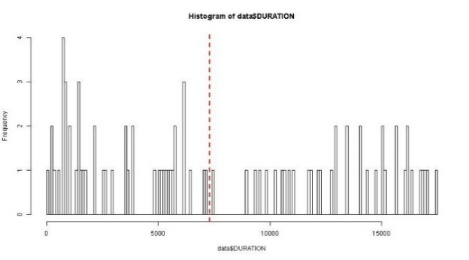 Histogram of data$DURATION
Frequency
4
3
2
1
0
0 5000 10000 15000
data$DURATION